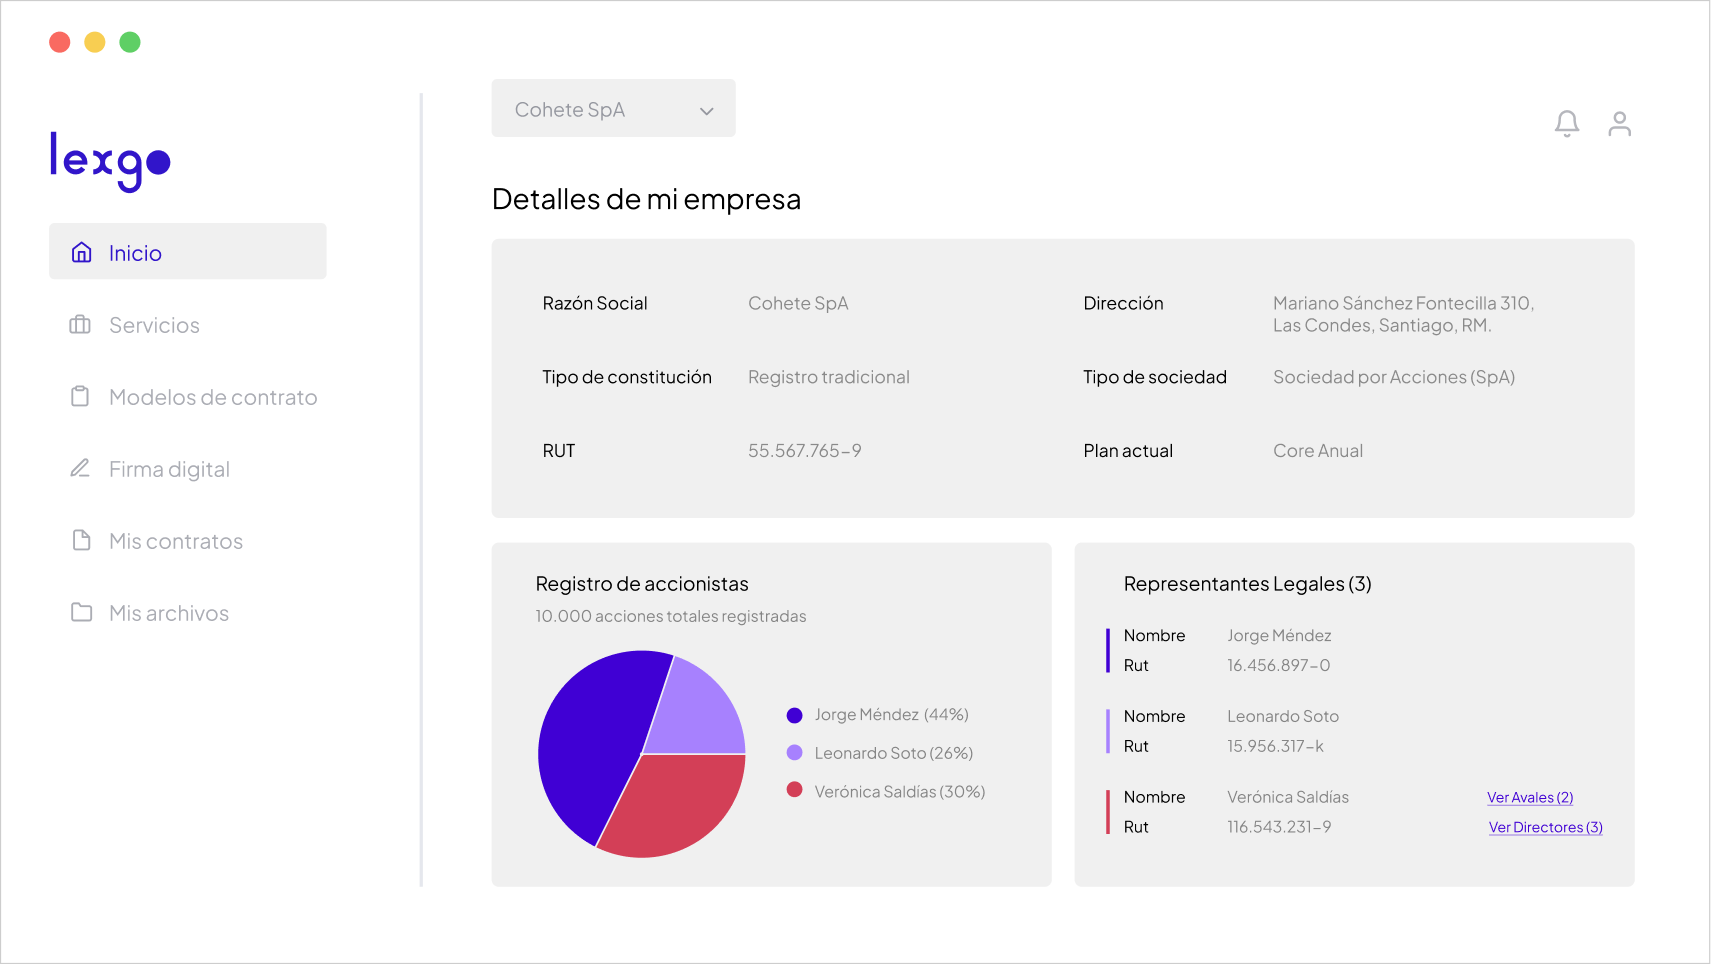 lexgo
Inicio
Servicios
Modelos de contrato
Firma digital
Mis contratos
Mis archivos
Cohete SpA
Detalles de mi empresa
Razón Social
Cohete SpA
Dirección
Mariano Sánchez Fontecilla 310,
Las Condes, Santiago, RM.
Tipo de constitución
Registro tradicional
Tipo de sociedad
Sociedad por Acciones (SpA)
RUT
55.567.765-9
Plan actual
Core Anual
Registro de accionistas
10.000 acciones totales registradas
Jorge Méndez (44%)
Leonardo Soto (26%)
Verónica Saldías (30%)
Representantes Legales (3)
Nombre Jorge Méndez
Rut 16.456.897-0
Nombre Leonardo Soto
Rut 15.956.317-k
Nombre Verónica Saldías
Rut 116.543.231-9
Ver Avales (2)
Ver Directores (3)